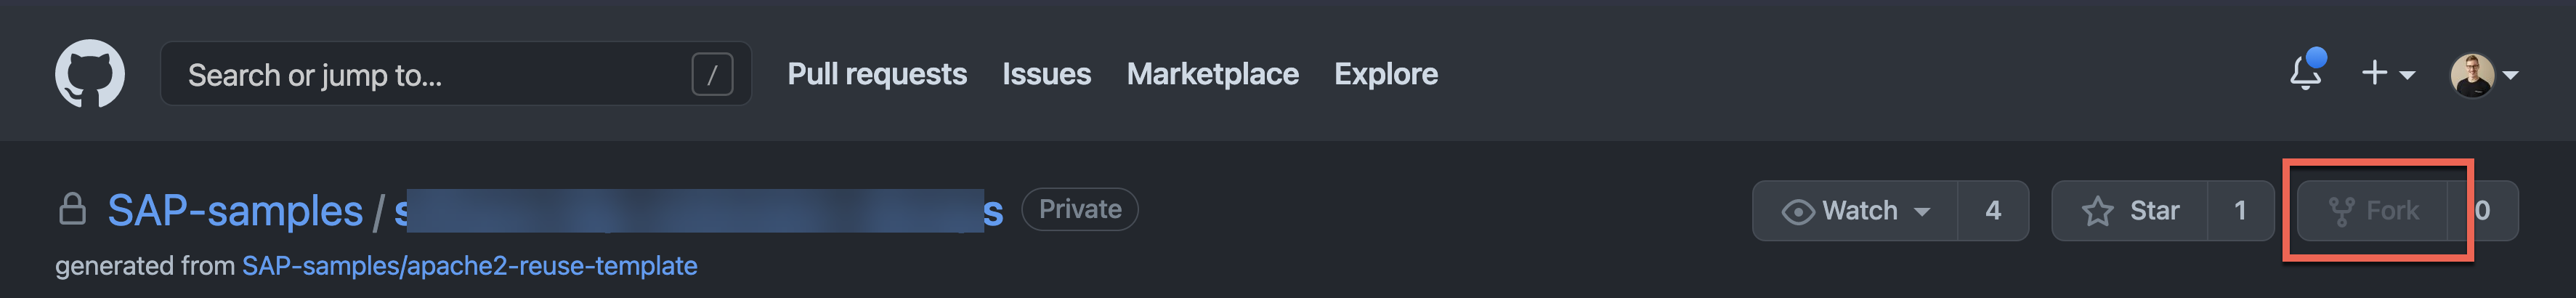 Search or jump to... /
Pull requests Issues Marketplace Explore
SAP-samples / s s Private
Watch 4 Star 1 Fork 0
generated from SAP-samples/apache2-reuse-template